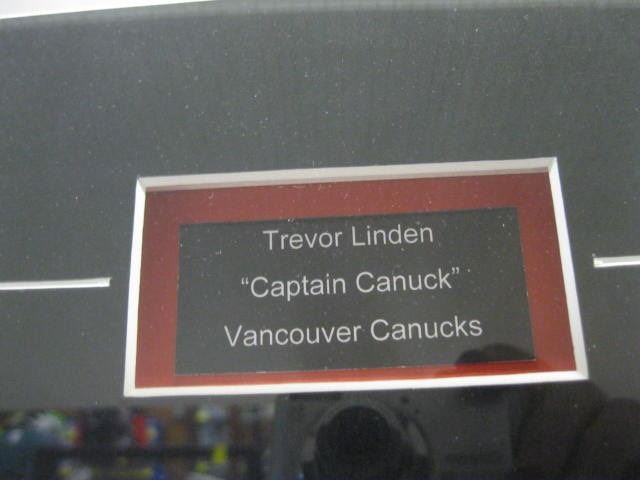 Trevor Linden
“Captain Canuck”
Vancouver Canucks